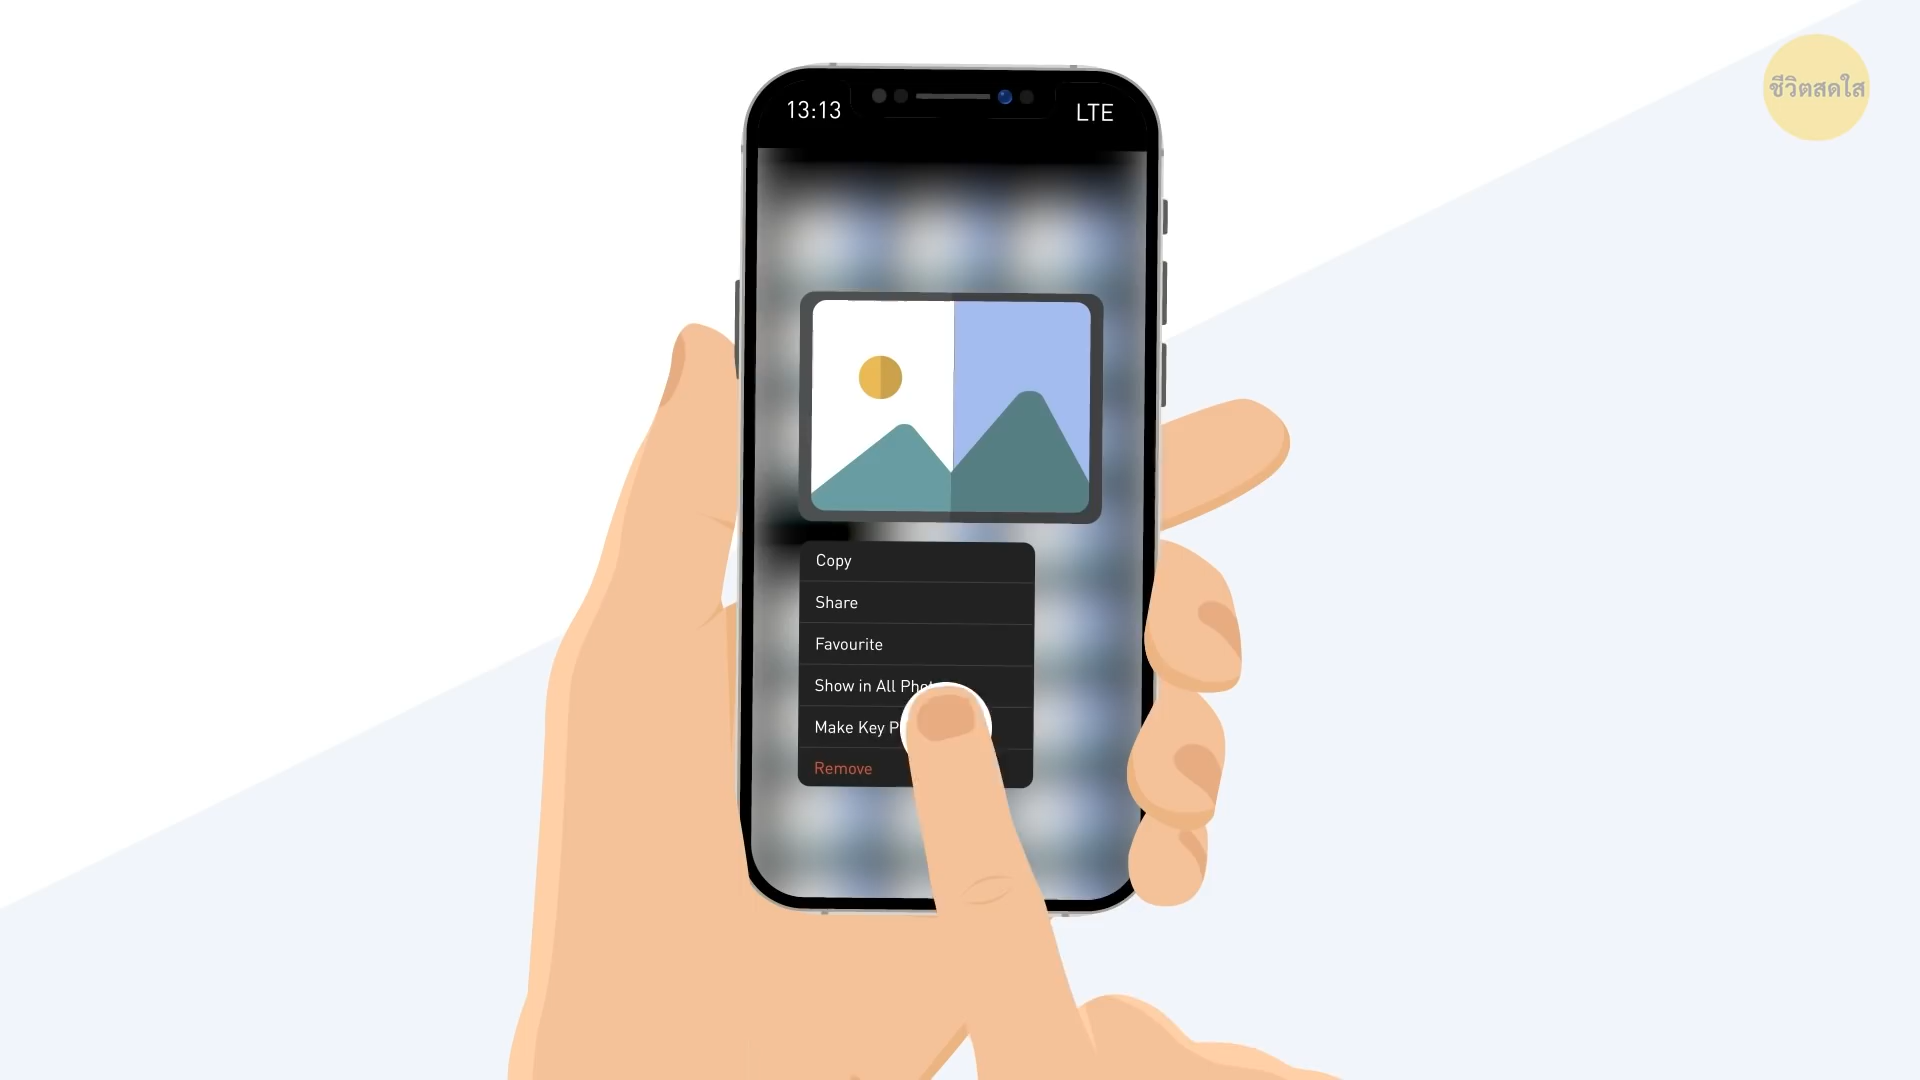 13:13
LTE
ชีวิตสดใส
Copy
Share
Favourite
Show in All
Make Key
Remove